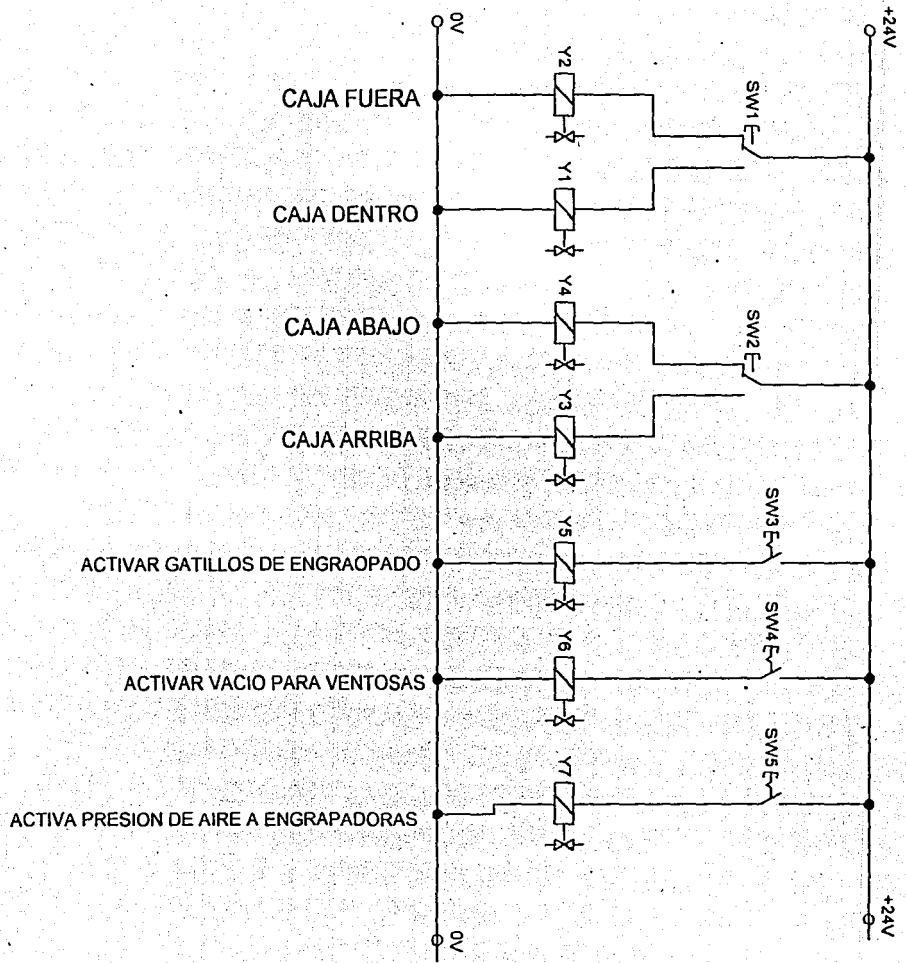 0V
+24V
CAJA FUERA
Y2
SW1
CAJA DENTRO
Y1
CAJA ABAJO
Y4
SW2
CAJA ARRIBA
Y3
ACTIVAR GATILLOS DE ENGRAOPADO
Y5
SW3
ACTIVAR VACIO PARA VENTOSAS
Y6
SW4
ACTIVA PRESION DE AIRE A ENGRAPADORAS
Y7
SW5
0V
+24V